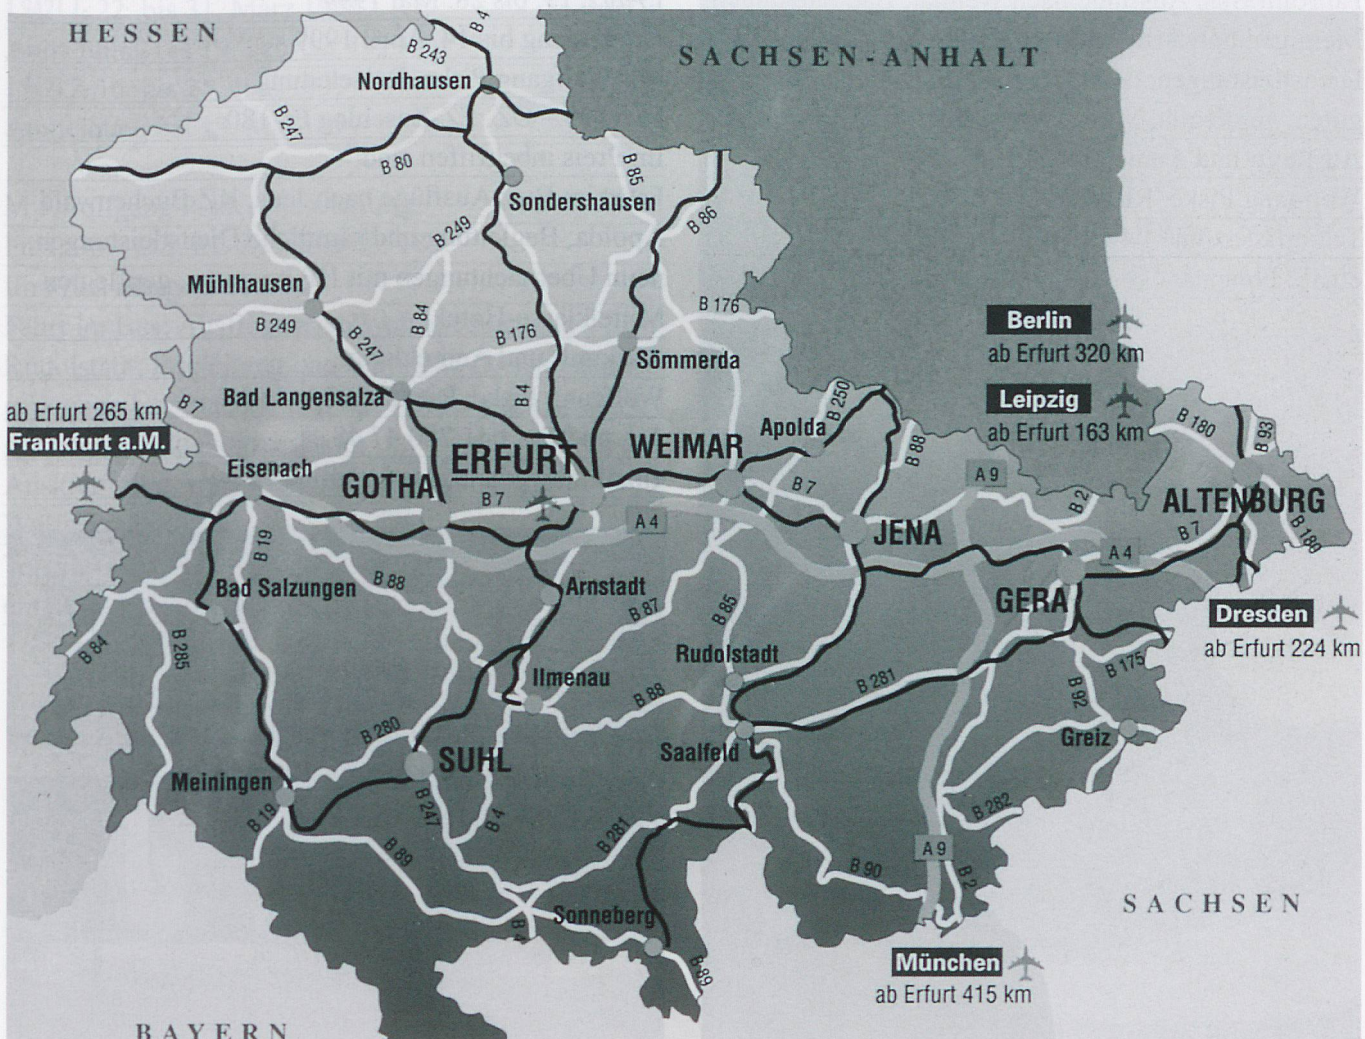 HESSEN
B 4
B 243
Nordhausen
SACHSEN-ANHALT
B 247
B 80
B 85
Sondershausen
B 86
B 249
Mühlhausen
B 249
B 247
B 84
B 176
B 176
Sömmerda
Berlin
ab Erfurt 320 km
Leipzig
ab Erfurt 163 km
Bad Langensalza
B 4
B 250
Apolda
B 7
ab Erfurt 265 km
Frankfurt a.M.
B 88
B 180
B 93
Eisenach
GOTHA
ERFURT
WEIMAR
B 7
B 7
A 4
A 9
B 2
ALTENBURG
JENA
B 7
B 180
A 4
B 19
B 88
Bad Salzungen
Arnstadt
B 87
B 85
GERA
Dresden
ab Erfurt 224 km
B 84
B 285
Rudolstadt
B 175
Ilmenau
B 88
B 281
B 92
B 280
SUHL
Saalfeld
Greiz
Meiningen
B 19
B 247
B 4
B 282
B 89
B 281
B 90
A 9
B 2
Sonneberg
B 4
B 89
SACHSEN
München
ab Erfurt 415 km
BAYERN